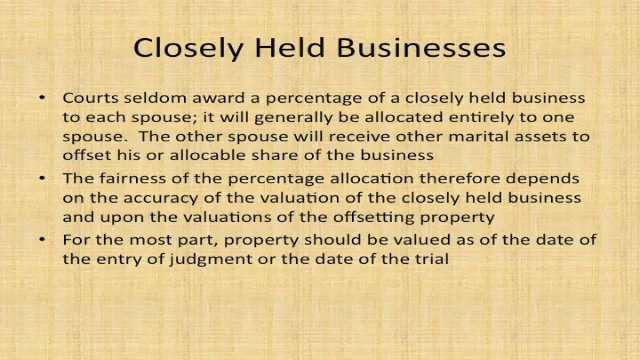 Closely Held Businesses
• Courts seldom award a percentage of a closely held business
to each spouse; it will generally be allocated entirely to one
spouse.  The other spouse will receive other marital assets to
offset his or allocable share of the business
• The fairness of the percentage allocation therefore depends
on the accuracy of the valuation of the closely held business
and upon the valuations of the offsetting property
• For the most part, property should be valued as of the date of
the entry of judgment or the date of the trial